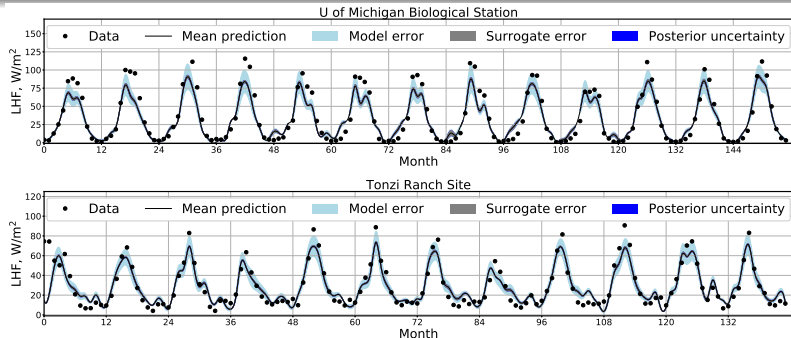 U of Michigan Biological Station
Data Mean prediction Model error Surrogate error Posterior uncertainty
LHF, W/m²
150
125
100
75
50
25
0
0 12 24 36 48 60 72 84 96 108 120 132 144
Month
Tonzi Ranch Site
Data Mean prediction Model error Surrogate error Posterior uncertainty
LHF, W/m²
120
100
80
60
40
20
0
0 12 24 36 48 60 72 84 96 108 120 132
Month